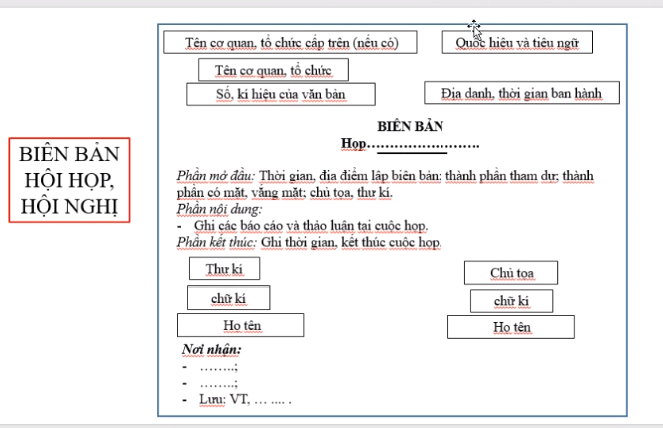 Tên cơ quan, tổ chức cấp trên (nếu có)
Quốc hiệu và tiêu ngữ
Tên cơ quan, tổ chức
Số, kí hiệu của văn bản
Địa danh, thời gian ban hành
BIÊN BẢN
Họp..........................
BIÊN BẢN
HỘI HỌP,
HỘI NGHỊ
Phần mở đầu: Thời gian, địa điểm lập biên bản; thành phần tham dự; thành
phần có mặt, vắng mặt; chủ tọa, thư kí.
Phần nội dung:
- Ghi các báo cáo và thảo luận tại cuộc họp.
Phần kết thúc: Ghi thời gian, kết thúc cuộc họp.
Thư kí
Chủ tọa
chữ kí
chữ kí
Họ tên
Họ tên
Nơi nhận:
- ……..;
- ……..;
- Lưu: VT, … …. .